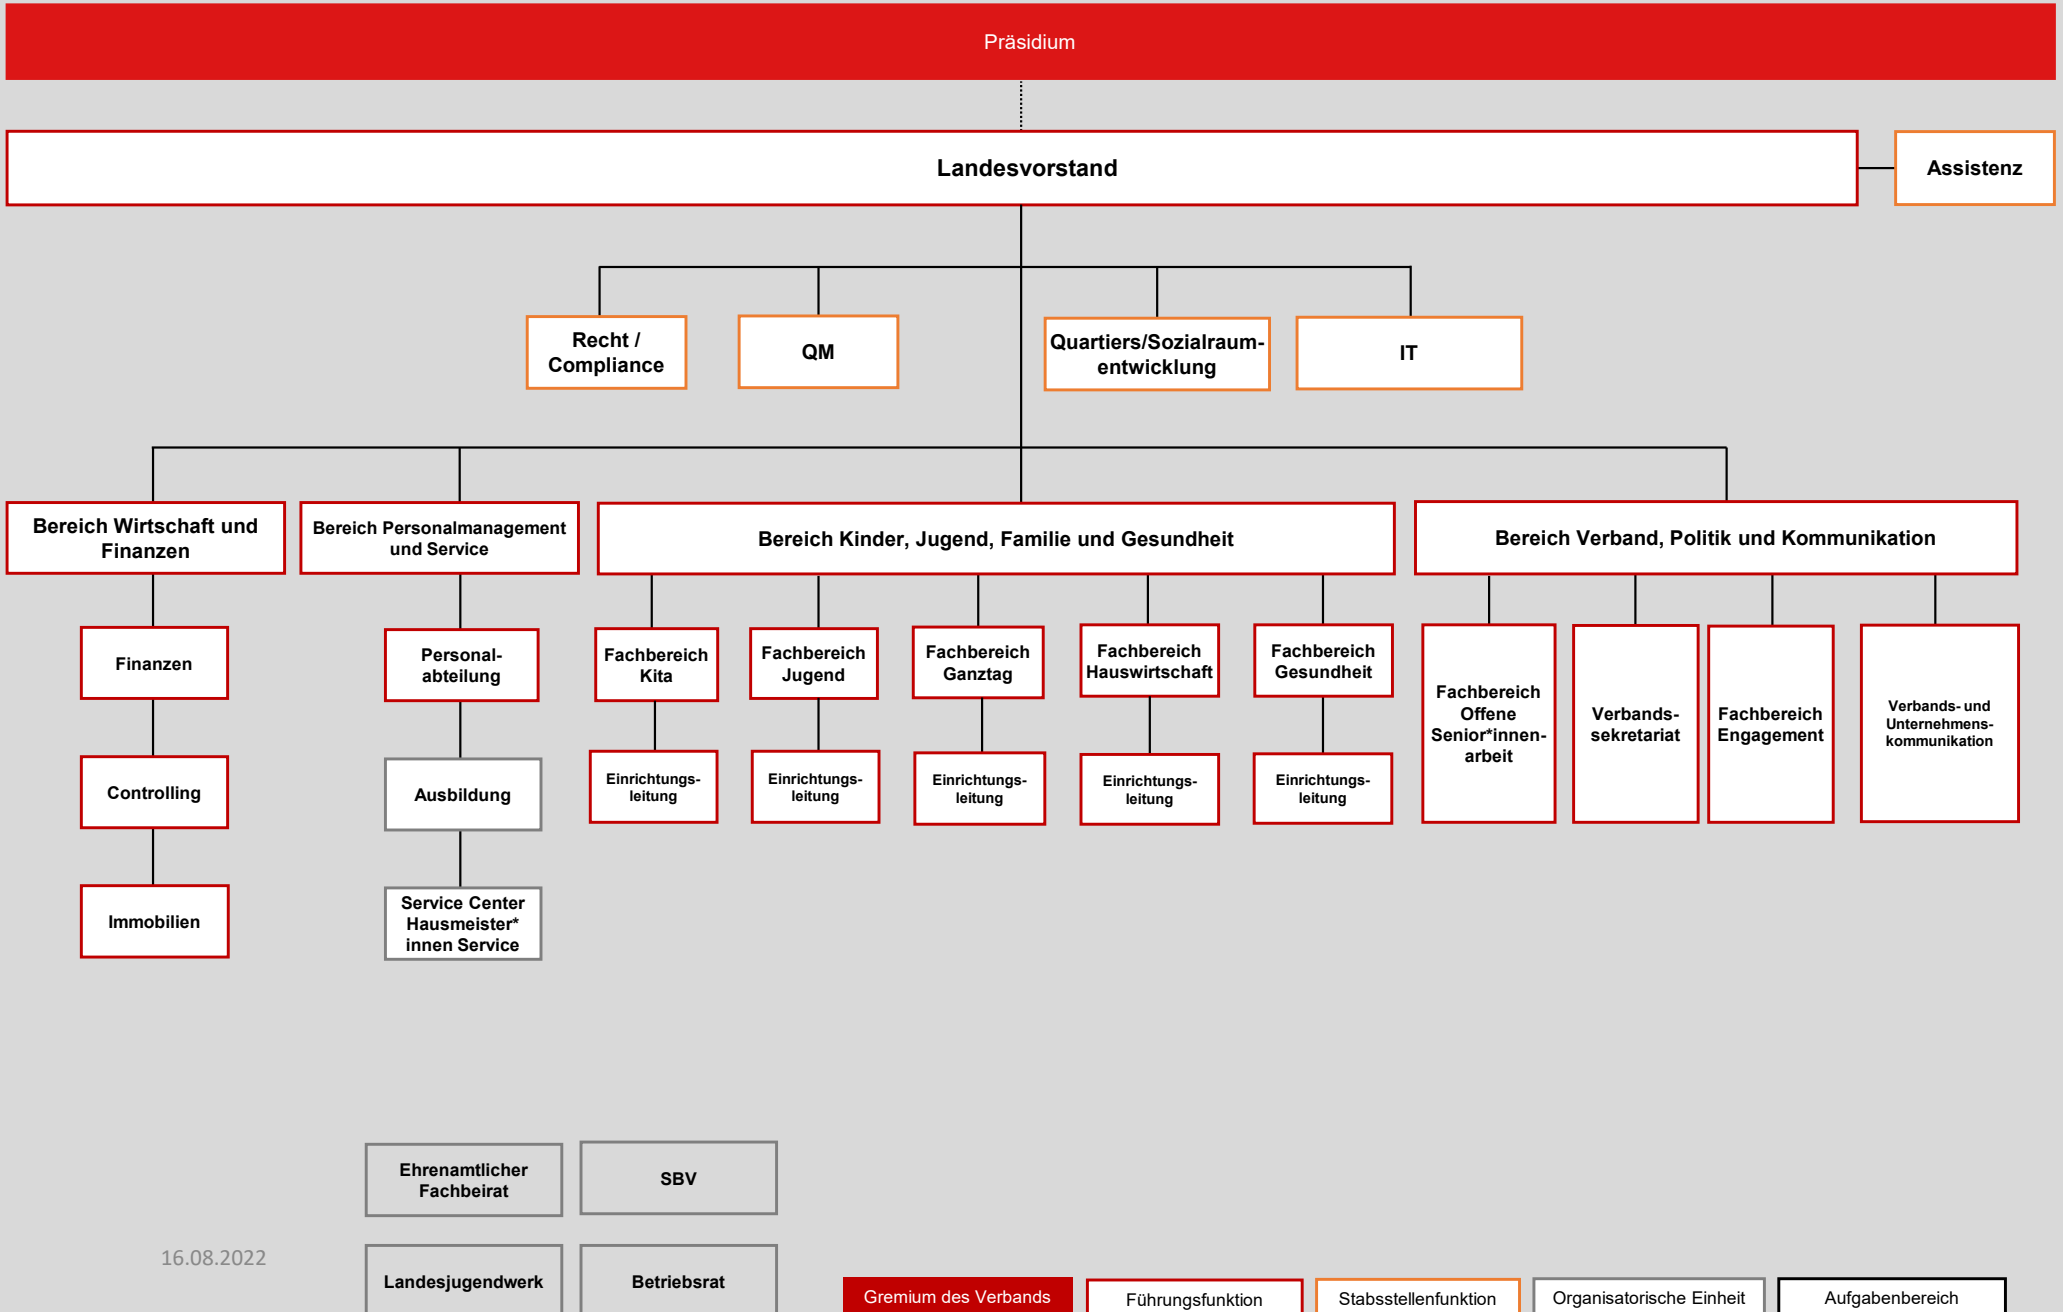 Präsidium
Landesvorstand
Assistenz
Recht /
Compliance
QM
Quartiers/Sozialraum-
entwicklung
IT
Bereich Wirtschaft und
Finanzen
Bereich Personalmanagement
und Service
Bereich Kinder, Jugend, Familie und Gesundheit
Bereich Verband, Politik und Kommunikation
Finanzen
Controlling
Immobilien
Personal-
abteilung
Ausbildung
Service Center
Hausmeister*
innen Service
Fachbereich
Kita
Einrichtungs-
leitung
Fachbereich
Jugend
Einrichtungs-
leitung
Fachbereich
Ganztag
Einrichtungs-
leitung
Fachbereich
Hauswirtschaft
Einrichtungs-
leitung
Fachbereich
Gesundheit
Einrichtungs-
leitung
Fachbereich
Offene
Senior*innen-
arbeit
Verbands-
sekretariat
Fachbereich
Engagement
Verbands- und
Unternehmens-
kommunikation
Ehrenamtlicher
Fachbeirat
SBV
Landesjugendwerk
Betriebsrat
16.08.2022
Gremium des Verbands
Führungsfunktion
Stabsstellenfunktion
Organisatorische Einheit
Aufgabenbereich